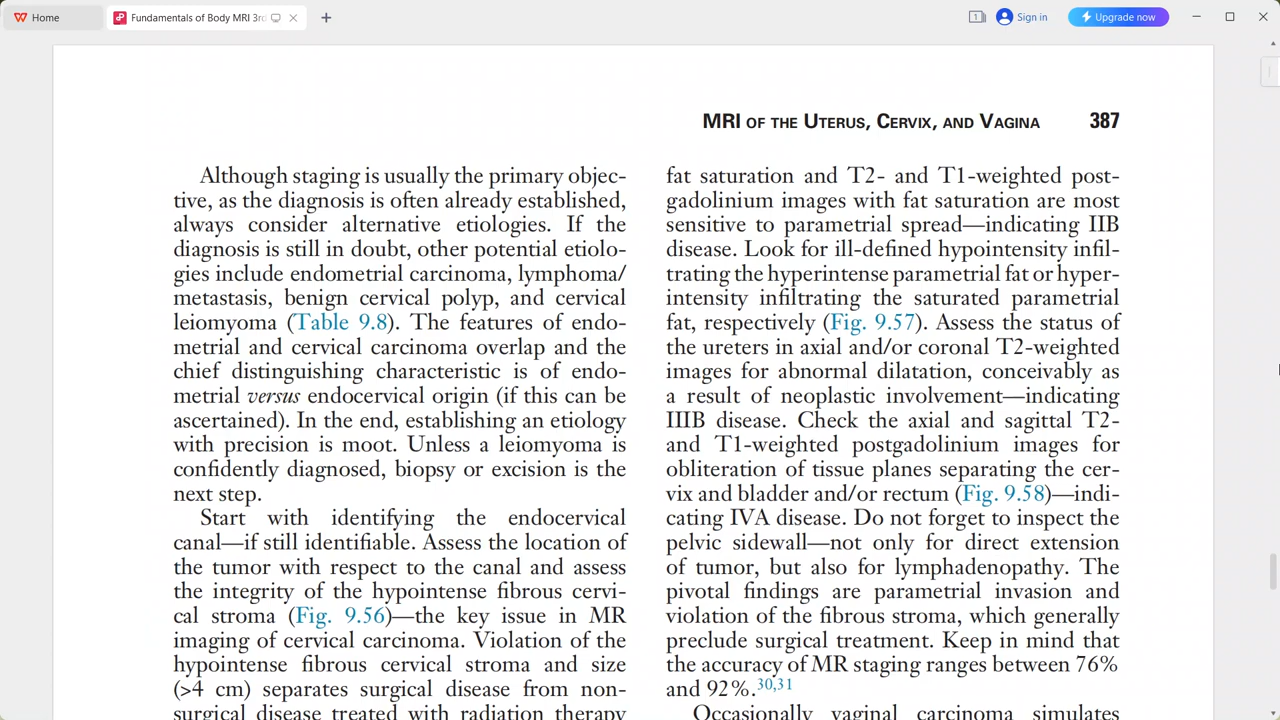 Home
Fundamentals of Body MRI 3rd
Sign in
Upgrade now
MRI OF THE UTERUS, CERVIX, AND VAGINA 387
Although staging is usually the primary objec-
tive, as the diagnosis is often already established,
always consider alternative etiologies. If the
diagnosis is still in doubt, other potential etiolo-
gies include endometrial carcinoma, lymphoma/
metastasis, benign cervical polyp, and cervical
leiomyoma (Table 9.8). The features of endo-
metrial and cervical carcinoma overlap and the
chief distinguishing characteristic is of endo-
metrial versus endocervical origin (if this can be
ascertained). In the end, establishing an etiology
with precision is moot. Unless a leiomyoma is
confidently diagnosed, biopsy or excision is the
next step.
Start with identifying the endocervical
canal—if still identifiable. Assess the location of
the tumor with respect to the canal and assess
the integrity of the hypointense fibrous cervi-
cal stroma (Fig. 9.56)—the key issue in MR
imaging of cervical carcinoma. Violation of the
hypointense fibrous cervical stroma and size
(>4 cm) separates surgical disease from non-
surgical disease treated with radiation therapy
fat saturation and T2- and T1-weighted post-
gadolinium images with fat saturation are most
sensitive to parametrial spread—indicating IIB
disease. Look for ill-defined hypointensity infil-
trating the hyperintense parametrial fat or hyper-
intensity infiltrating the saturated parametrial
fat, respectively (Fig. 9.57). Assess the status of
the ureters in axial and/or coronal T2-weighted
images for abnormal dilatation, conceivably as
a result of neoplastic involvement—indicating
IIIB disease. Check the axial and sagittal T2-
and T1-weighted postgadolinium images for
obliteration of tissue planes separating the cer-
vix and bladder and/or rectum (Fig. 9.58)—indi-
cating IVA disease. Do not forget to inspect the
pelvic sidewall—not only for direct extension
of tumor, but also for lymphadenopathy. The
pivotal findings are parametrial invasion and
violation of the fibrous stroma, which generally
preclude surgical treatment. Keep in mind that
the accuracy of MR staging ranges between 76%
and 92%.30,31
Occasionally vaginal carcinoma simulates